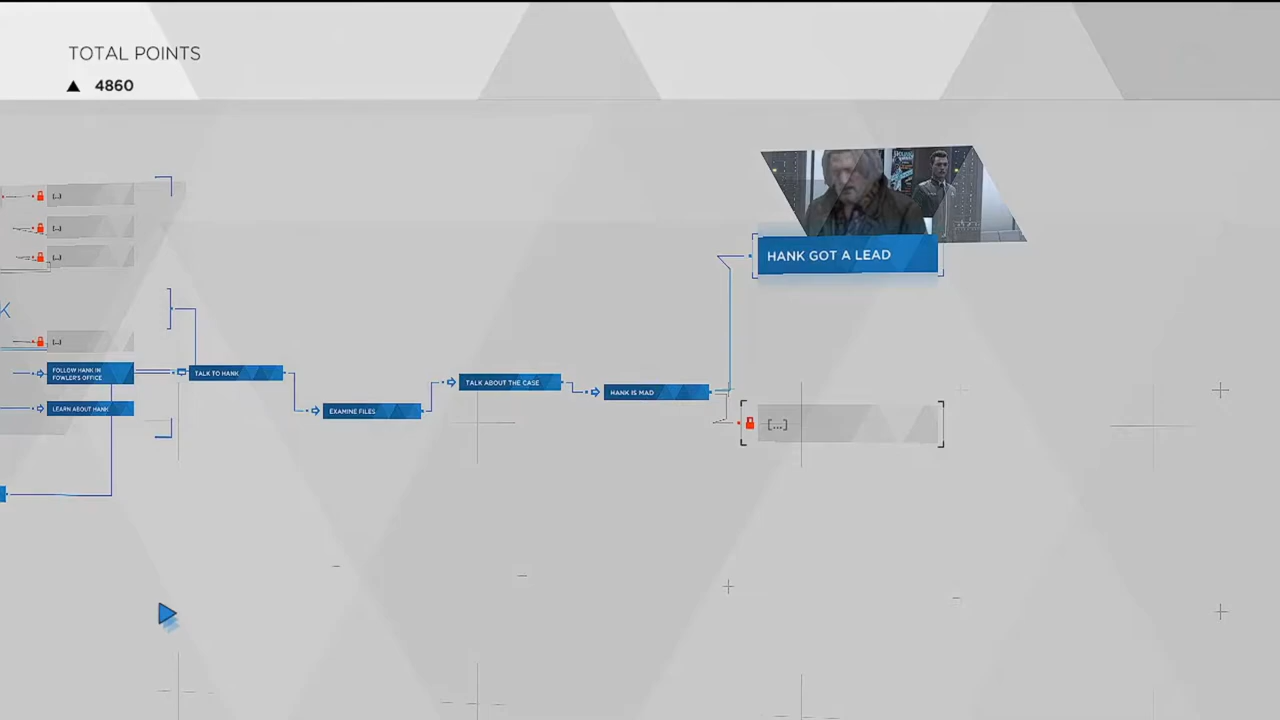 TOTAL POINTS
4860
HANK GOT A LEAD
[...]
[...]
[...]
[...]
K
FOLLOW HANK IN
FOWLER'S OFFICE
TALK TO HANK
TALK ABOUT THE CASE
HANK IS MAD
LEARN ABOUT HANK
EXAMINE FILES
[...]